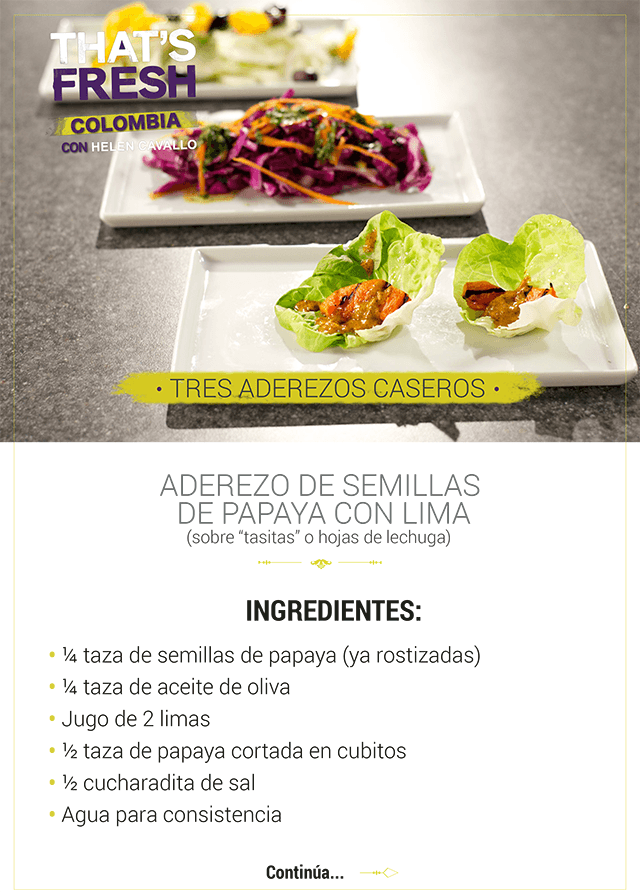 THAT'S
FRESH
COLOMBIA
CON HELEN CAVALLO
• TRES ADEREZOS CASEROS •
ADEREZO DE SEMILLAS
DE PAPAYA CON LIMA
(sobre “tasitas” o hojas de lechuga)
INGREDIENTES:
• ¼ taza de semillas de papaya (ya rostizadas)
• ¼ taza de aceite de oliva
• Jugo de 2 limas
• ½ taza de papaya cortada en cubitos
• ½ cucharadita de sal
• Agua para consistencia
Continúa...